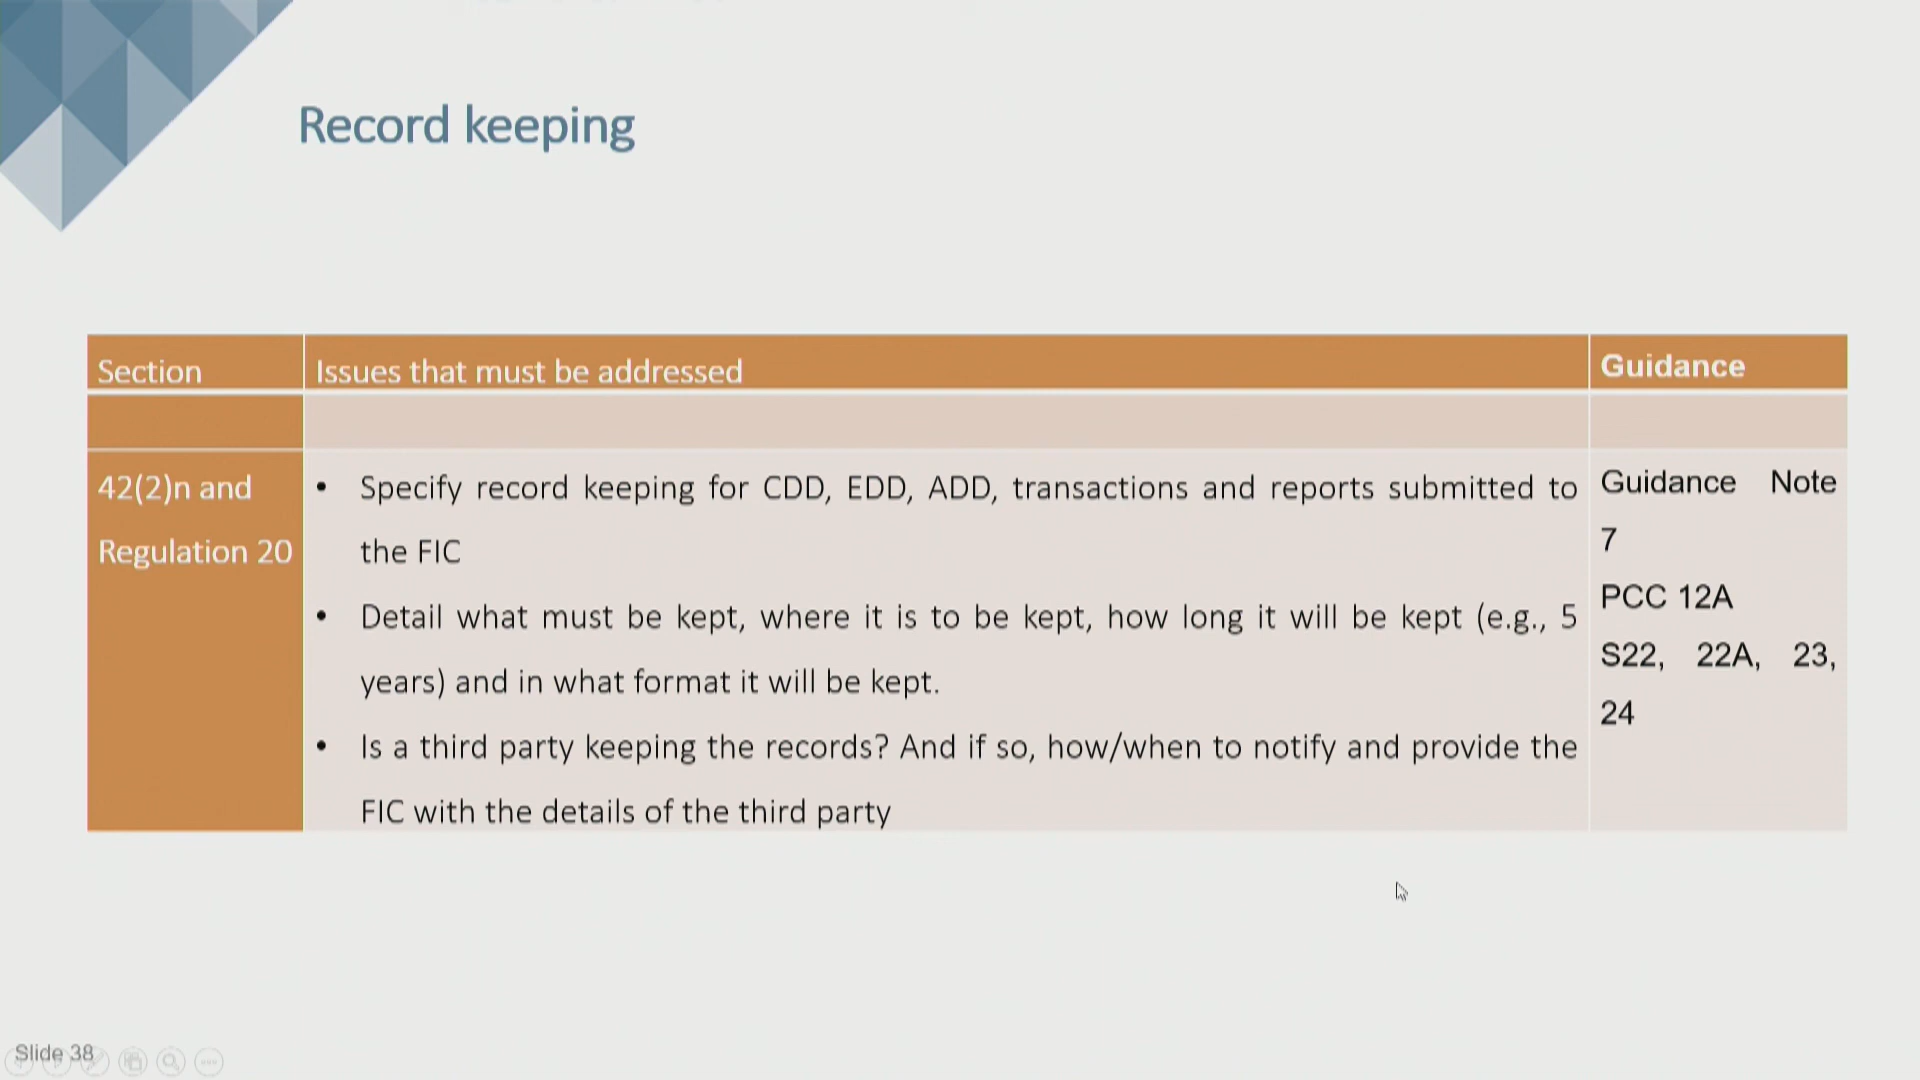 Record keeping
Section
Issues that must be addressed
Guidance
42(2)n and
Regulation 20
• Specify record keeping for CDD, EDD, ADD, transactions and reports submitted to
the FIC
• Detail what must be kept, where it is to be kept, how long it will be kept (e.g., 5
years) and in what format it will be kept.
• Is a third party keeping the records? And if so, how/when to notify and provide the
FIC with the details of the third party
Guidance Note
7
PCC 12A
S22, 22A, 23,
24
Slide 38